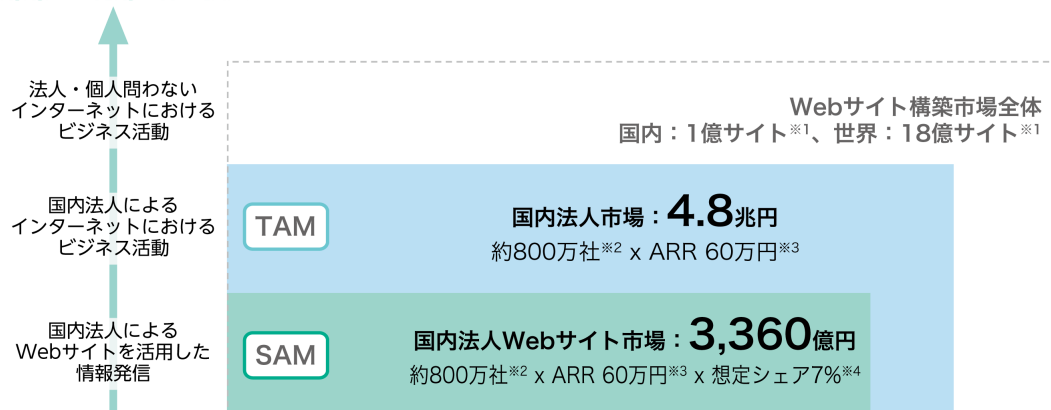 法人・個人問わない
インターネットにおける
ビジネス活動
Webサイト構築市場全体
国内：1億サイト※1、世界：18億サイト※1
国内法人による
インターネットにおける
ビジネス活動
TAM
国内法人市場：4.8兆円
約800万社※2 x ARR 60万円※3
国内法人による
Webサイトを活用した
情報発信
SAM
国内法人Webサイト市場：3,360億円
約800万社※2 x ARR 60万円※3 x 想定シェア7%※4